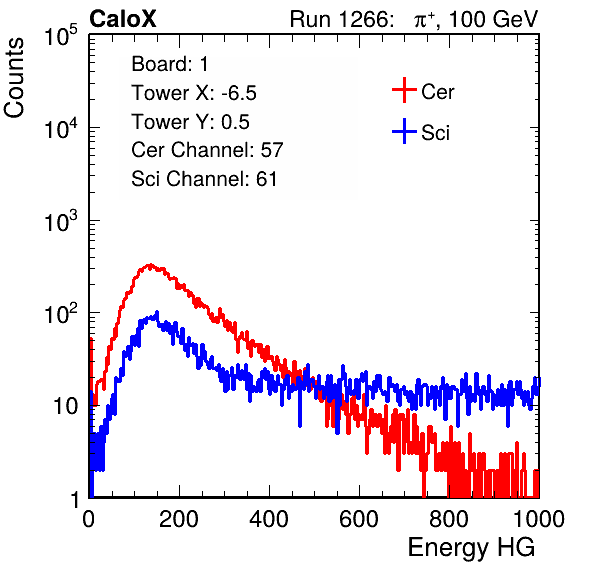 CaloX Run 1266: π⁺, 100 GeV
Counts
10⁵
10⁴
10³
10²
10
1
Board: 1
Tower X: -6.5
Tower Y: 0.5
Cer Channel: 57
Sci Channel: 61
Cer
Sci
0 200 400 600 800 1000
Energy HG